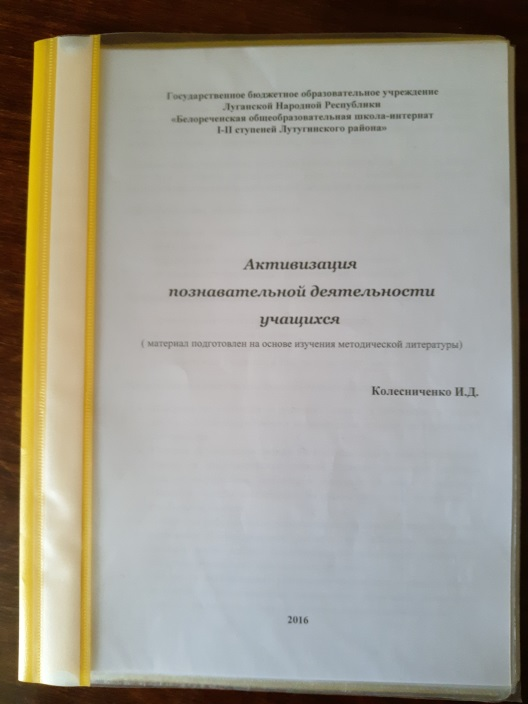 Государственное бюджетное образовательное учреждение
Луганской Народной Республики
«Белореченская общеобразовательная школа-интернат
I-II ступеней Лутугинского района»
Активизация
познавательной деятельности
учащихся
( материал подготовлен на основе изучения методической литературы)
Колесниченко И.Д.
2016